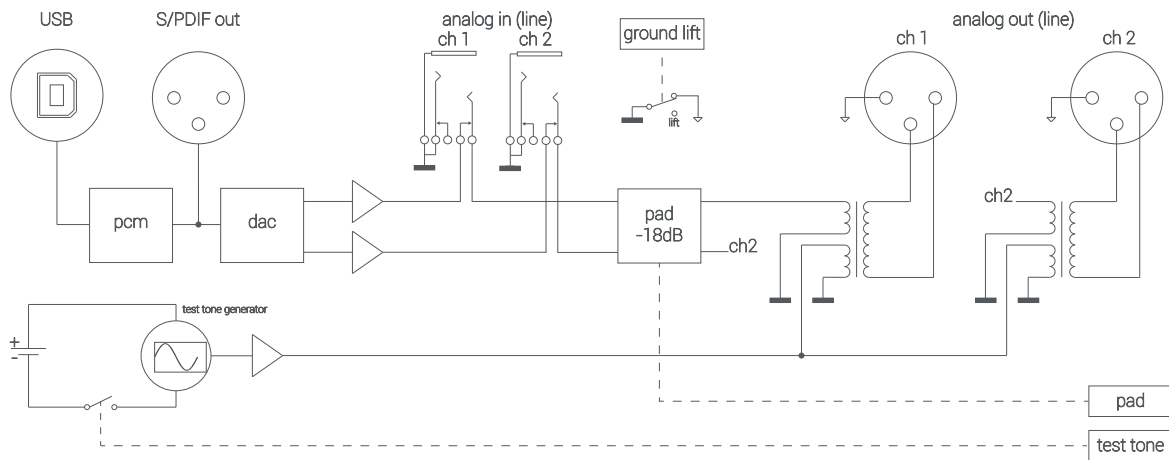 USB
S/PDIF out
analog in (line)
ch 1
ch 2
ground lift
lift
analog out (line)
ch 1
ch 2
pcm
dac
pad
-18dB
ch2
ch2
test tone generator
+
-
pad
test tone